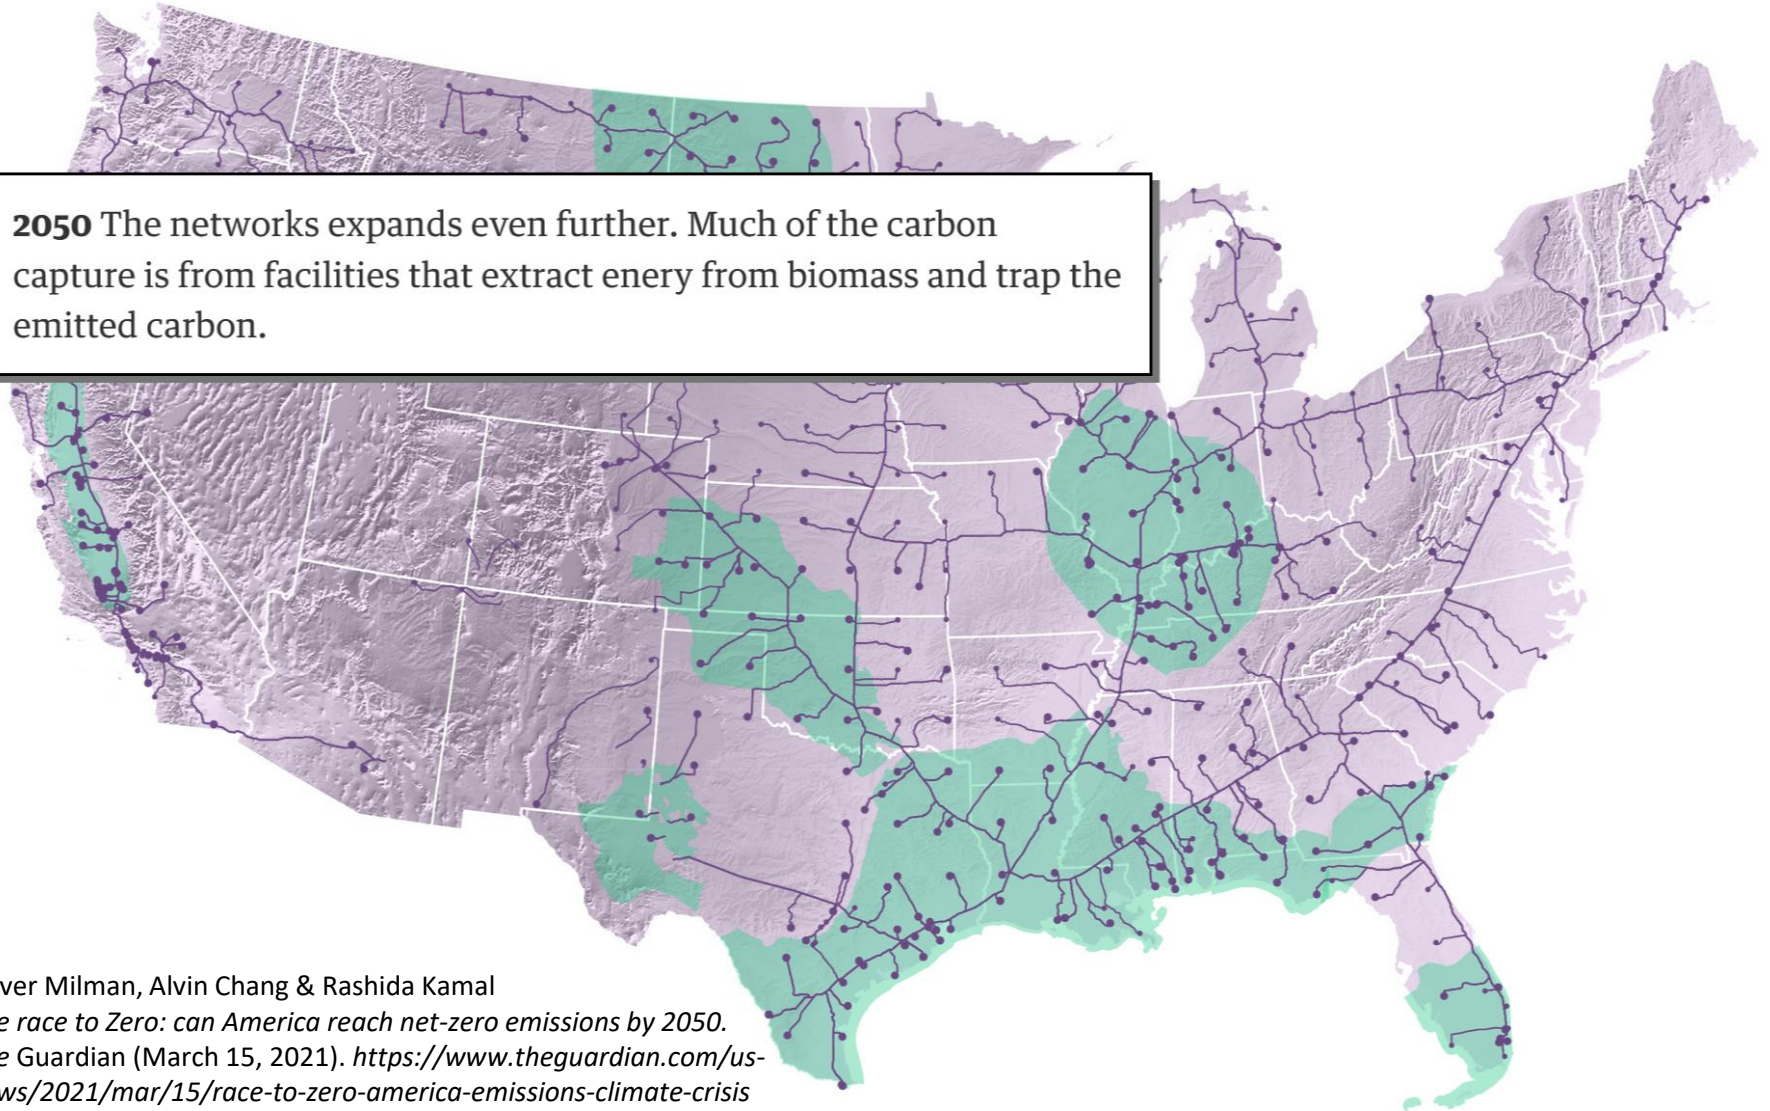 2050 The networks expands even further. Much of the carbon
capture is from facilities that extract enery from biomass and trap the
emitted carbon.
ver Milman, Alvin Chang & Rashida Kamal
e race to Zero: can America reach net-zero emissions by 2050.
e Guardian (March 15, 2021). https://www.theguardian.com/us-
ws/2021/mar/15/race-to-zero-america-emissions-climate-crisis